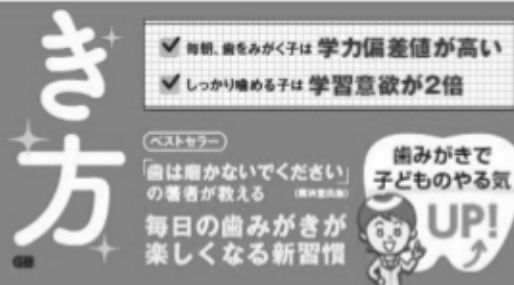 き方
✓ 毎朝、歯をみがく子は 学力偏差値が高い
✓ しっかり噛める子は 学習意欲が2倍
ベストセラー
「歯は磨かないでください」
の著者が教える
毎日の歯みがきが
楽しくなる新習慣
歯みがきで
子どものやる気
UP!
GB